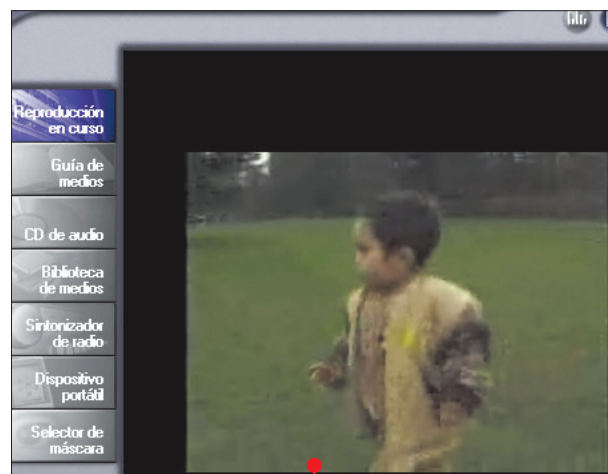 Reproducción
en curso
Guía de
medios
CD de audio
Biblioteca
de medios
Sintonizador
de radio
Dispositivo
portátil
Selector de
máscara